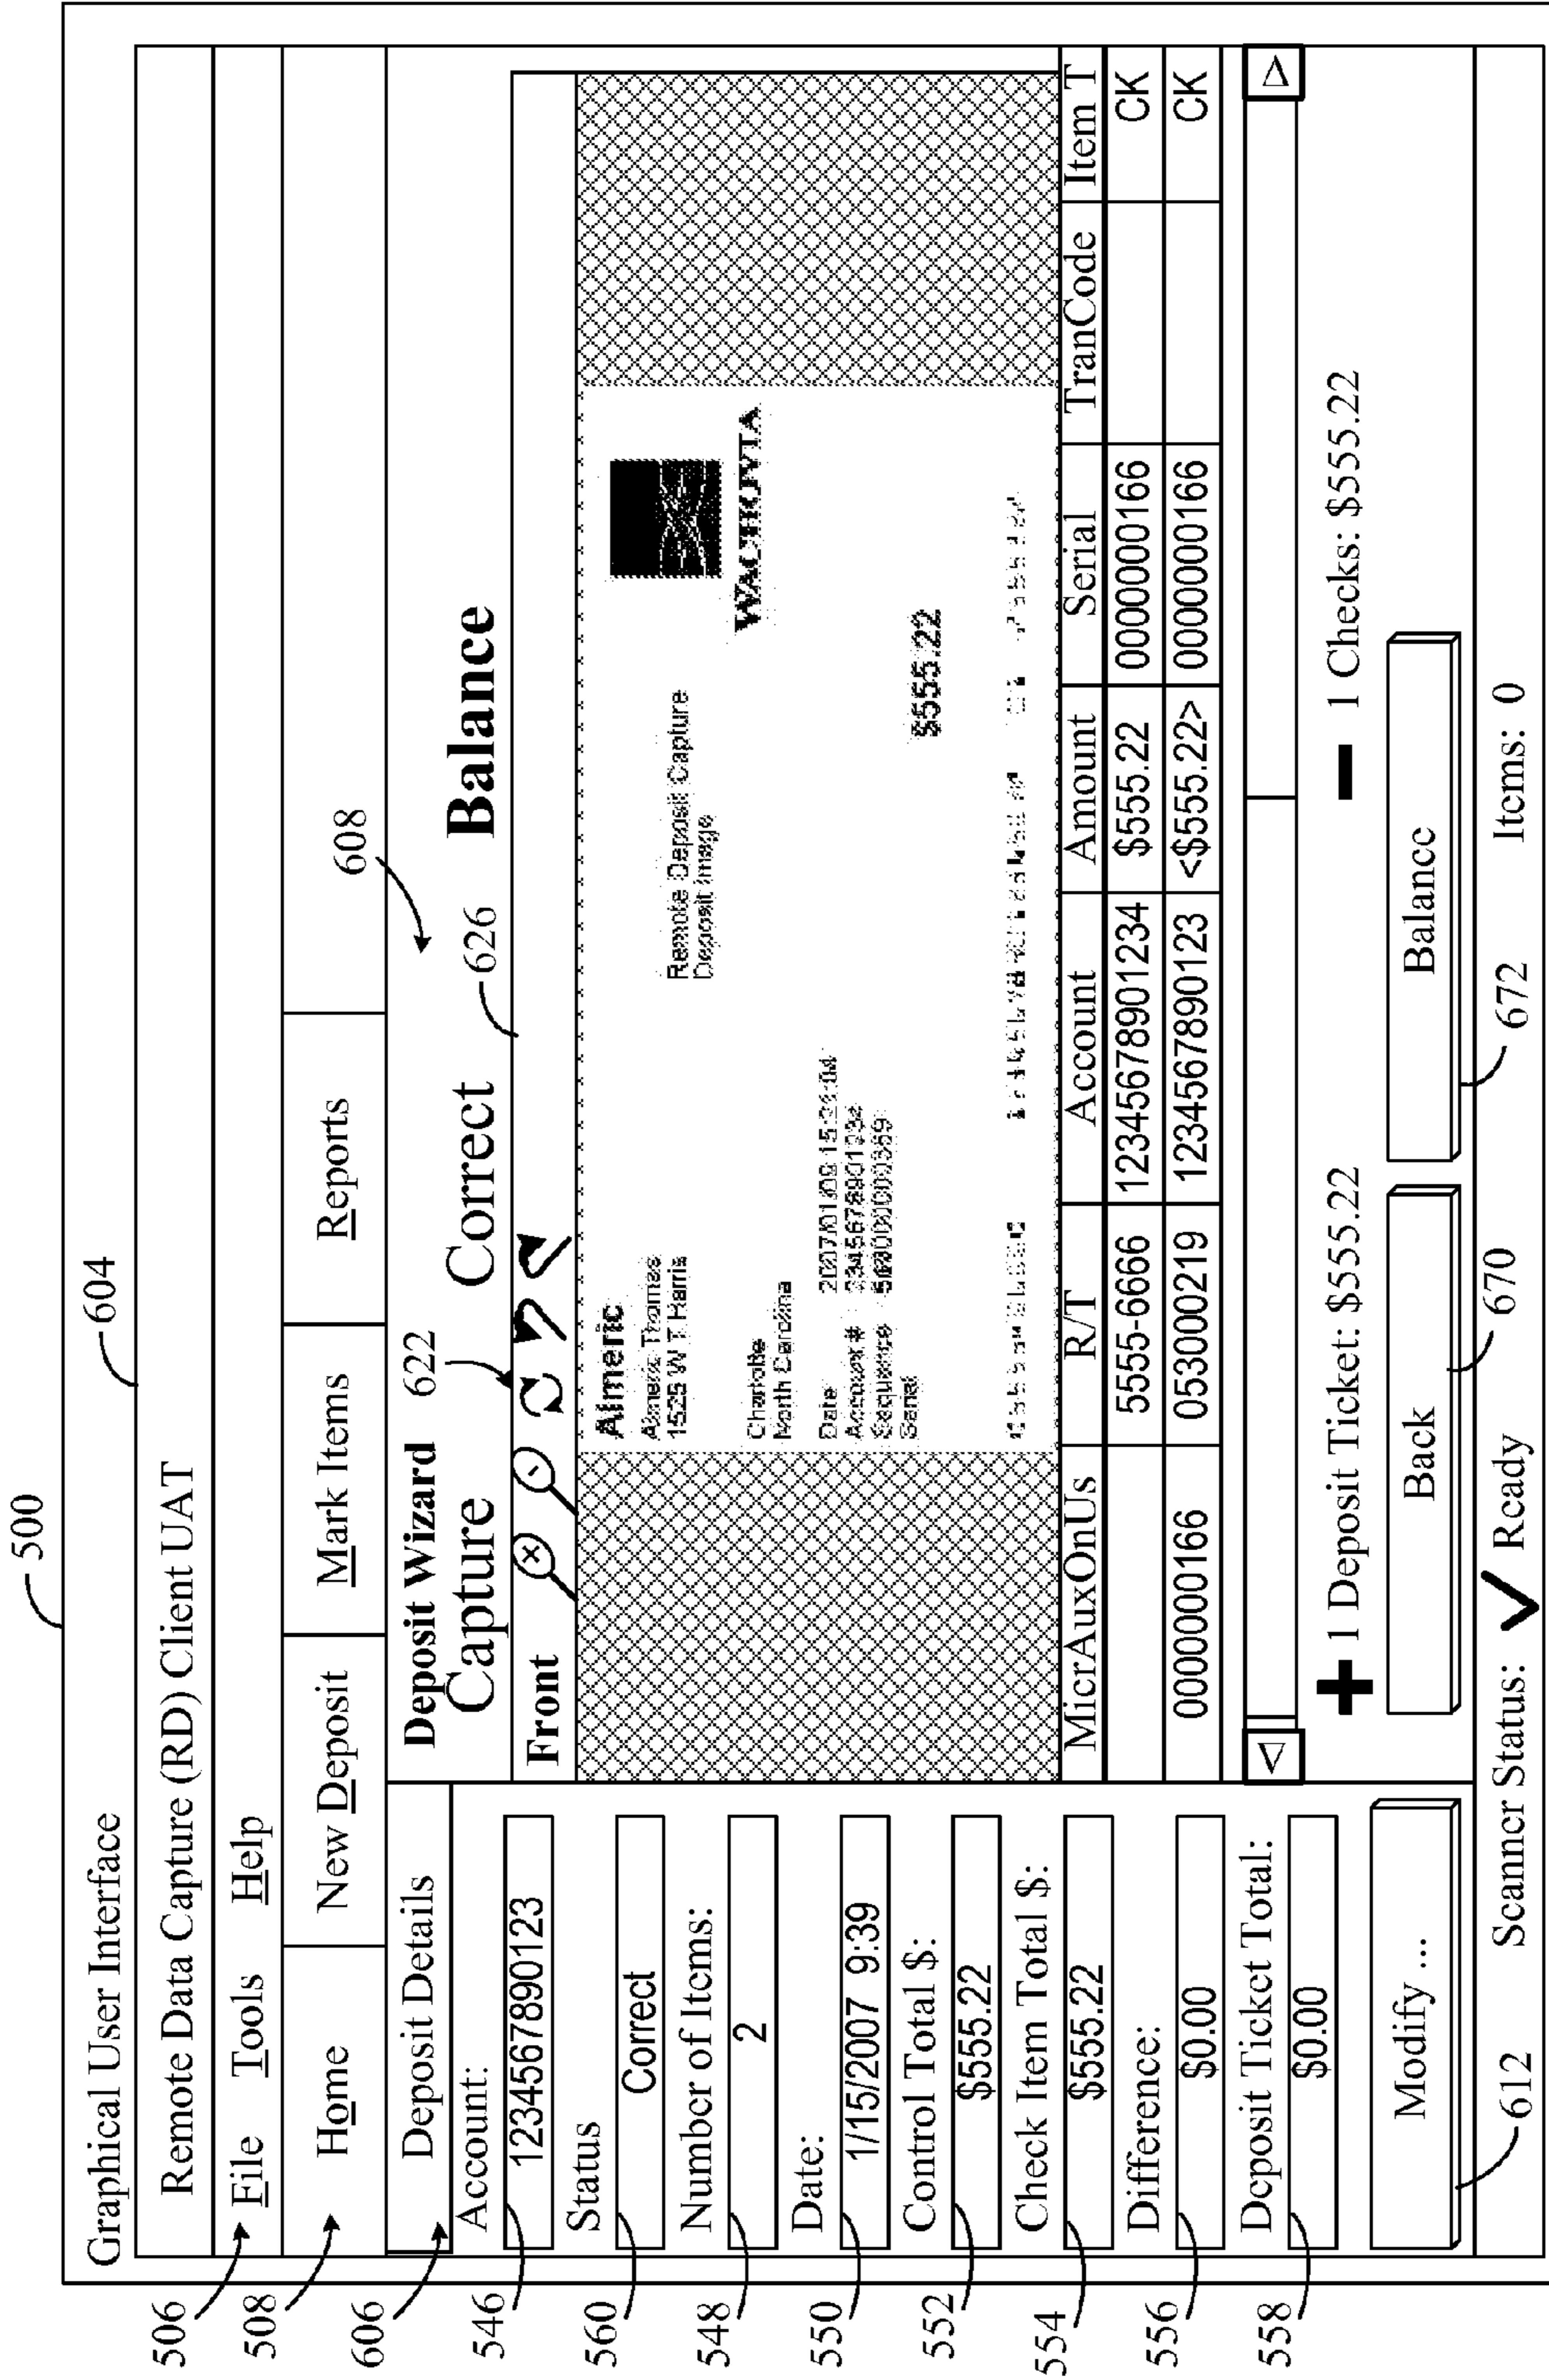 500
604
Graphical User Interface
Remote Data Capture (RD) Client UAT
506
File Tools Help
508
Home New Deposit Mark Items Reports
606
Deposit Details
Deposit Wizard
622
626
608
Capture Correct Balance
Front
546
Account:
1234567890123
560
Status
Correct
548
Number of Items:
2
550
Date:
1/15/2007 9:39
552
Control Total $:
$555.22
554
Check Item Total $:
$555.22
556
Difference:
$0.00
558
Deposit Ticket Total:
$0.00
612
Modify ...
Almeric
Almeric Thomas
1525 W T Harris
Charlotte
North Carolina
Remote Deposit Capture
Deposit Image
WACHOVIA
Date
Account #
Sequence
Serial
$555.22
MicrAuxOnUs R/T Account Amount Serial TranCode Item T
5555-6666 12345678901234 $555.22 0000000166 CK
0000000166 053000219 1234567890123 <$555.22> 0000000166 CK
+ 1 Deposit Ticket: $555.22 − 1 Checks: $555.22
Back Balance
670
672
Scanner Status: ✓ Ready Items: 0